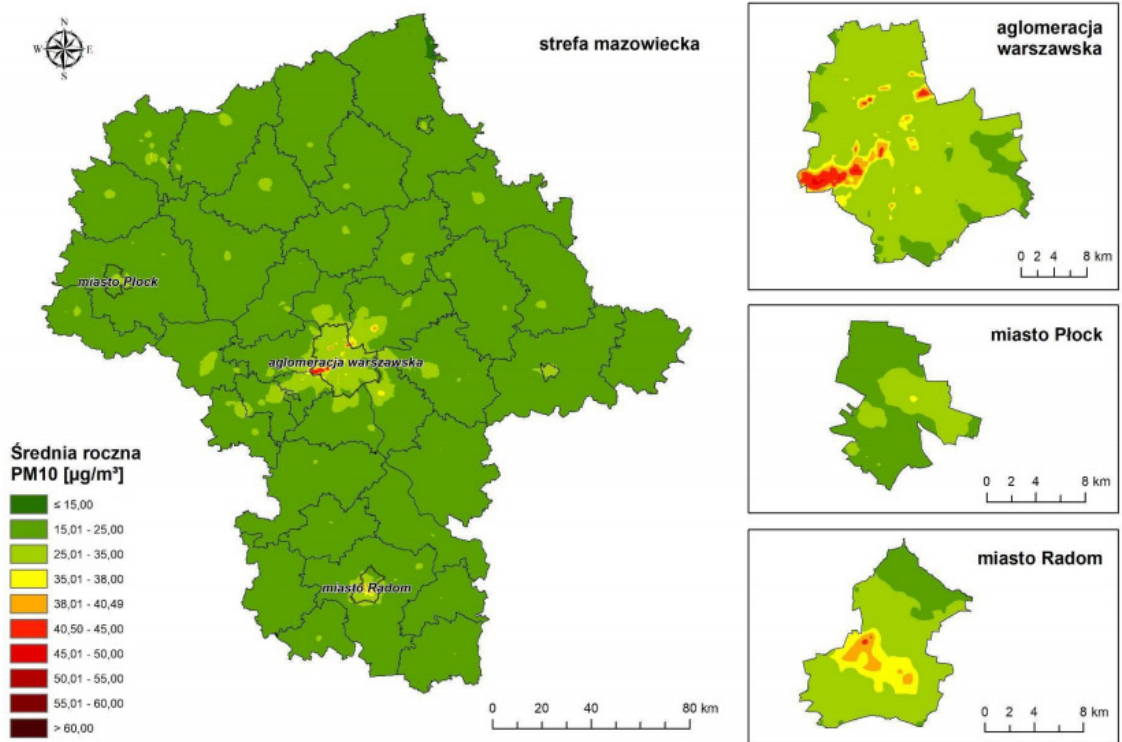 N
W E
S
strefa mazowiecka
miasto Płock
aglomeracja warszawska
miasto Radom
Średnia roczna
PM10 [µg/m³]
≤ 15,00
15,01 - 25,00
25,01 - 35,00
35,01 - 38,00
38,01 - 40,49
40,50 - 45,00
45,01 - 50,00
50,01 - 55,00
55,01 - 60,00
> 60,00
0 20 40 80 km
aglomeracja
warszawska
0 2 4 8 km
miasto Płock
0 2 4 8 km
miasto Radom
0 2 4 8 km